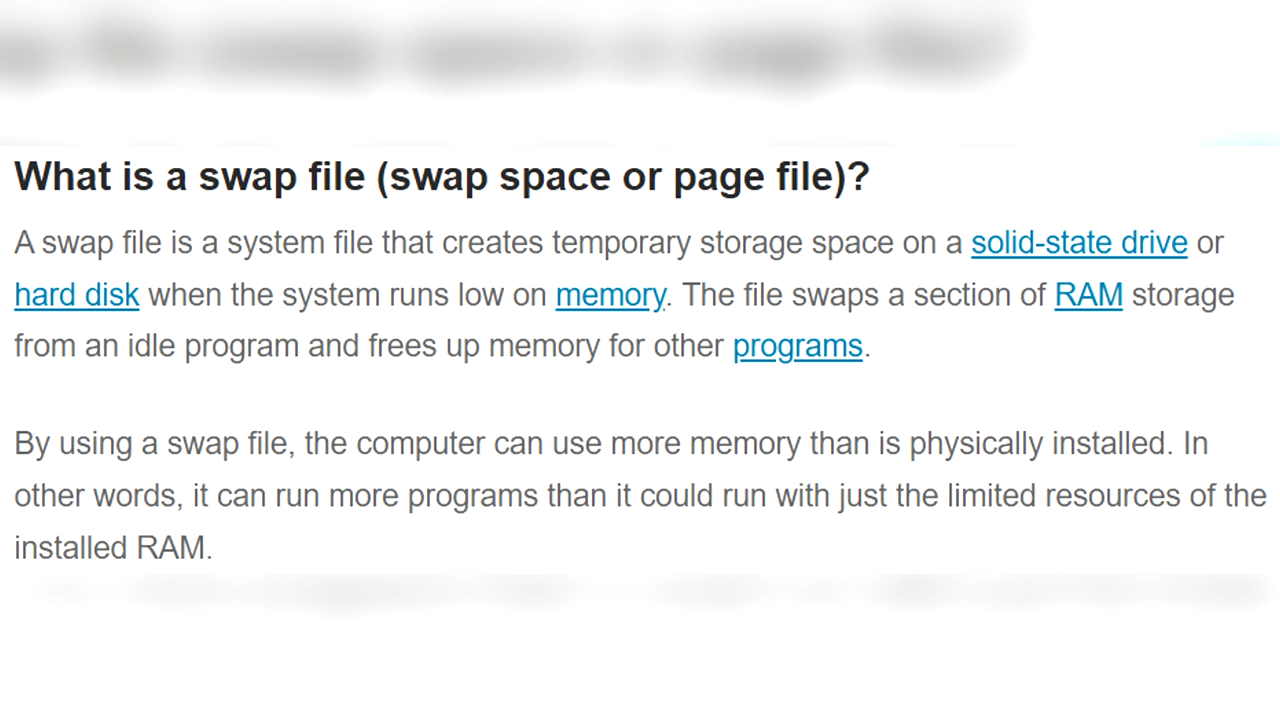 What is a swap file (swap space or page file)?
A swap file is a system file that creates temporary storage space on a solid-state drive or
hard disk when the system runs low on memory. The file swaps a section of RAM storage
from an idle program and frees up memory for other programs.
By using a swap file, the computer can use more memory than is physically installed. In
other words, it can run more programs than it could run with just the limited resources of the
installed RAM.